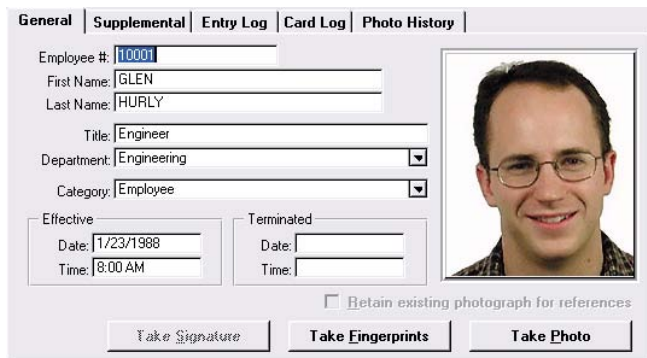 General Supplemental Entry Log Card Log Photo History
Employee #: 10001
First Name: GLEN
Last Name: HURLY
Title: Engineer
Department: Engineering
Category: Employee
Effective Terminated
Date: 1/23/1988 Date:
Time: 8:00 AM Time:
Retain existing photograph for references
Take Signature Take Fingerprints Take Photo